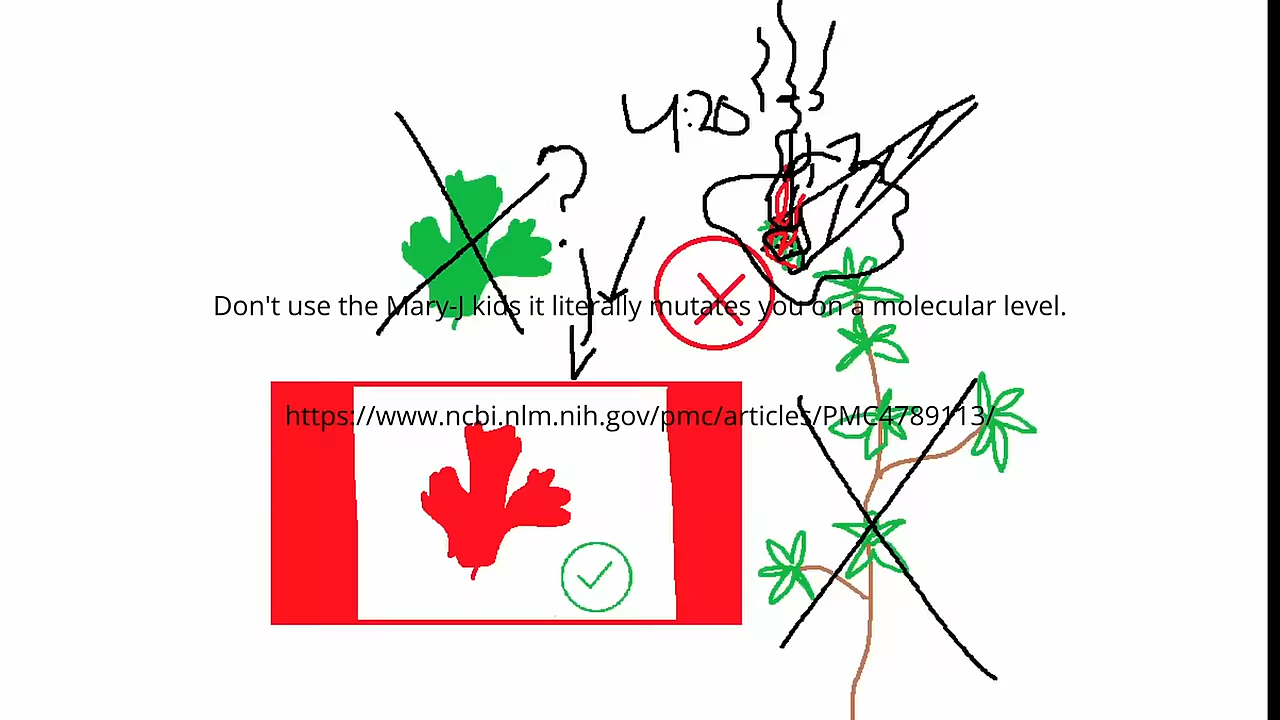 4:20
?
Don't use the Mary-J kids it literally mutates you on a molecular level.
https://www.ncbi.nlm.nih.gov/pmc/articles/PMC4789113/